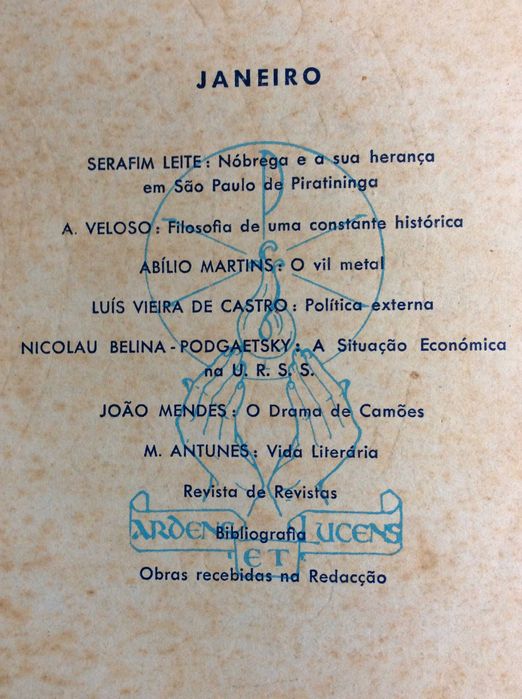 JANEIRO
SERAFIM LEITE: Nóbrega e a sua herança
em São Paulo de Piratininga
A. VELOSO: Filosofia de uma constante histórica
ABÍLIO MARTINS: O vil metal
LUÍS VIEIRA DE CASTRO: Política externa
NICOLAU BELINA-PODGAETSKY: A Situação Económica
na U. R. S. S.
JOÃO MENDES: O Drama de Camões
M. ANTUNES: Vida Literária
Revista de Revistas
ARDENS LUCENS
Bibliografia
ET
Obras recebidas na Redacção